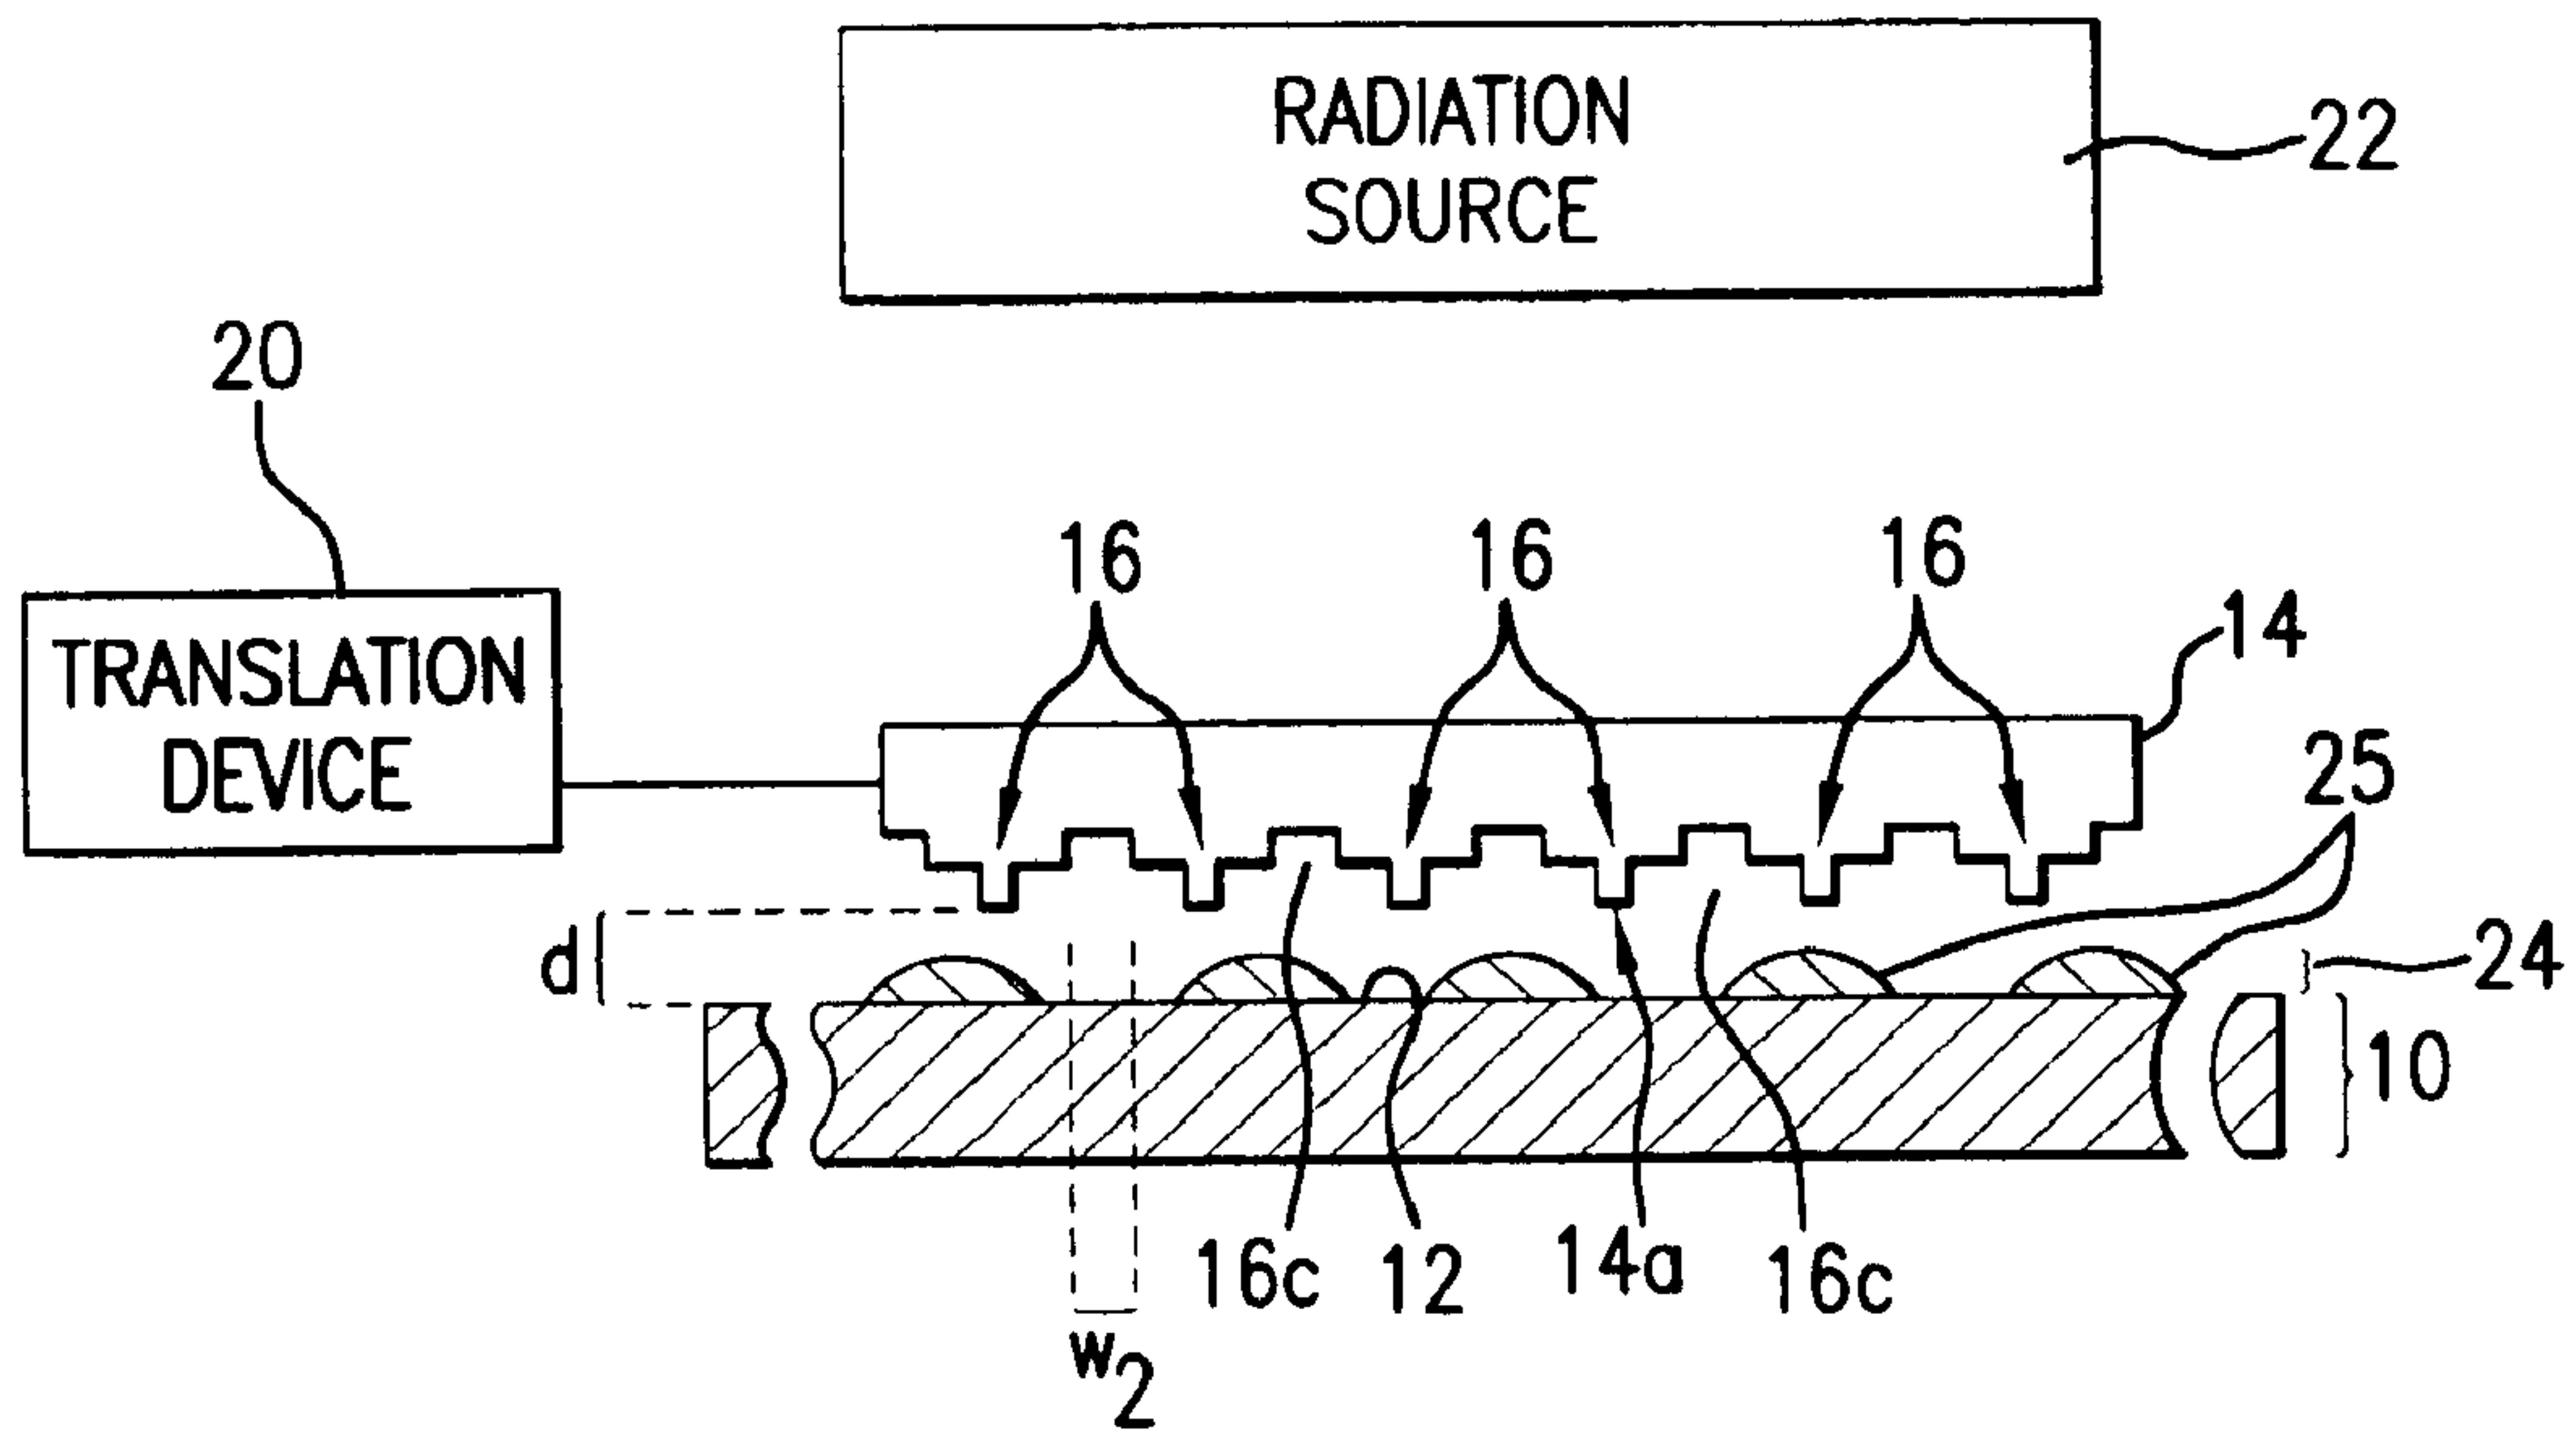 RADIATION
SOURCE
22
20
TRANSLATION
DEVICE
16
16
16
14
25
d
24
10
16c
12
14a
16c
w2